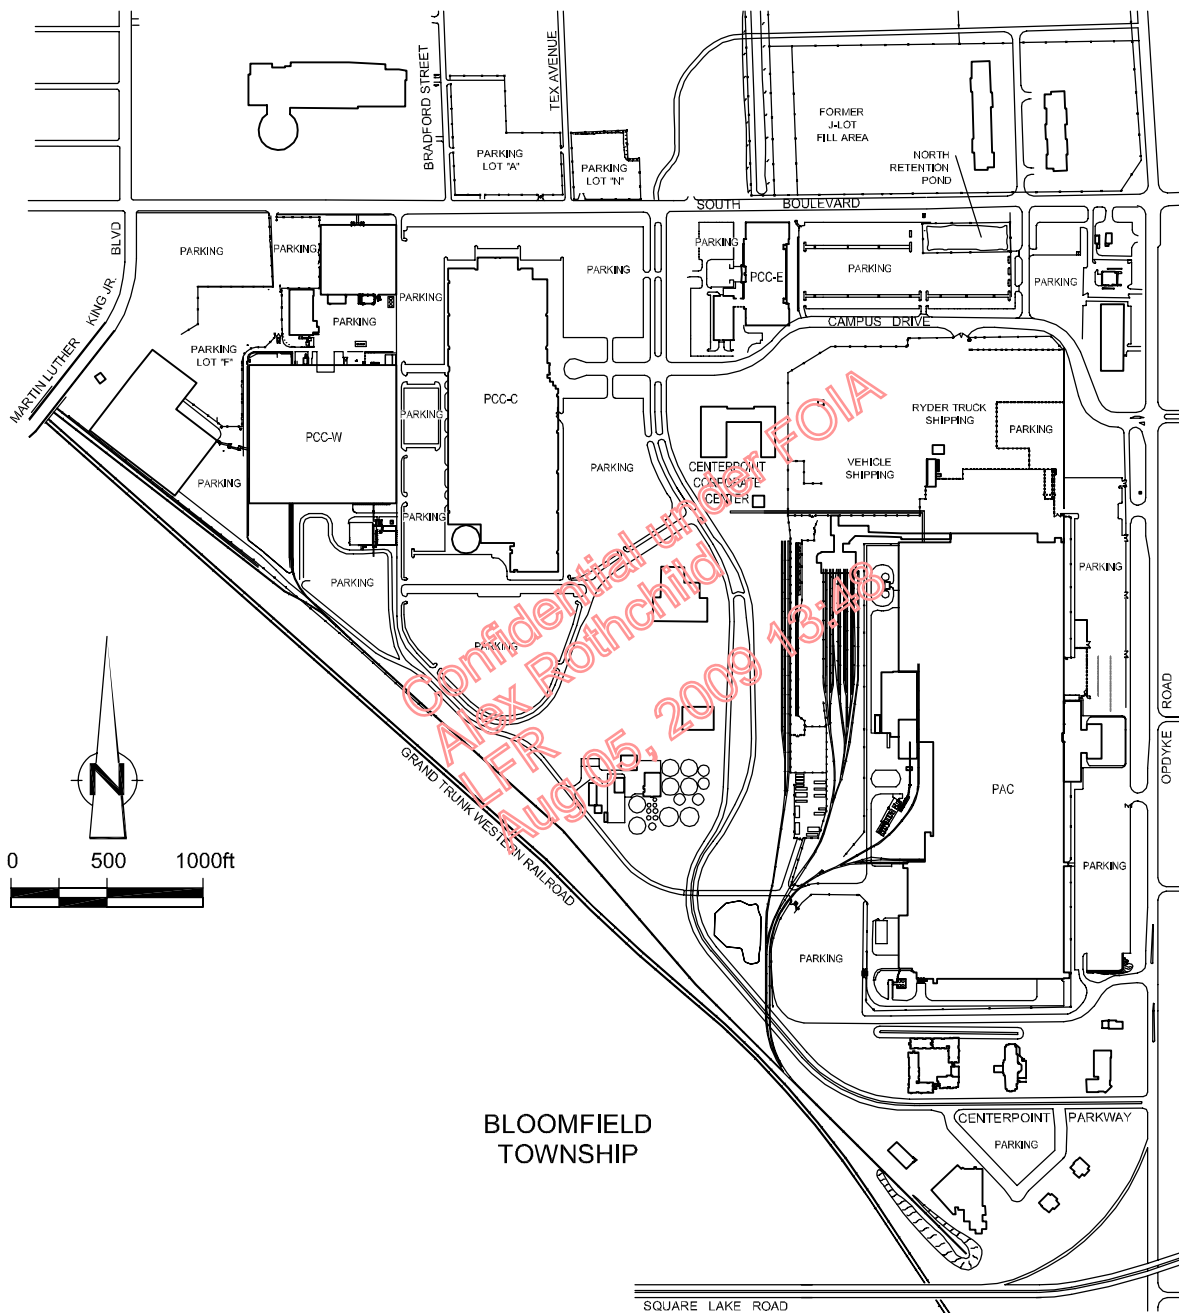 BRADFORD STREET
TEX AVENUE
PARKING
LOT "A"
PARKING
LOT "N"
FORMER
J-LOT
FILL AREA
NORTH
RETENTION
POND
SOUTH BOULEVARD
MARTIN LUTHER KING JR. BLVD
PARKING
PARKING
PARKING
PARKING
PCC-E
PARKING
PARKING
PARKING
PARKING
CAMPUS DRIVE
PARKING
LOT "F"
PCC-C
PARKING
RYDER TRUCK
SHIPPING
PARKING
PCC-W
PARKING
CENTERPOINT
CORPORATE
CENTER
VEHICLE
SHIPPING
PARKING
PARKING
PARKING
PARKING
PARKING
Confidential under FOIA
Alex Rothchild
LFR
Aug 05, 2009 13:48
OPDYKE ROAD
GRAND TRUNK WESTERN RAILROAD
N
PAC
0 500 1000ft
PARKING
PARKING
BLOOMFIELD
TOWNSHIP
CENTERPOINT PARKWAY
PARKING
SQUARE LAKE ROAD